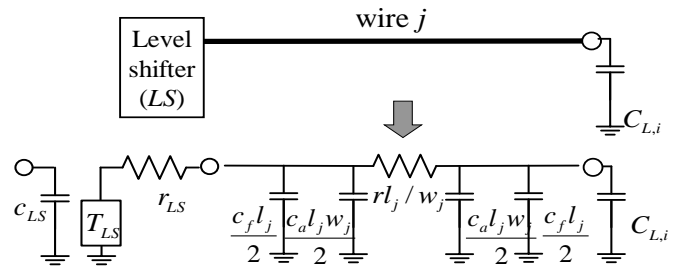 wire j
Level
shifter
(LS)
C_{L,i}
c_{LS}
T_{LS}
r_{LS}
c_f l_j / 2
c_a l_j w_j / 2
rl_j / w_j
c_a l_j w_j / 2
c_f l_j / 2
C_{L,i}